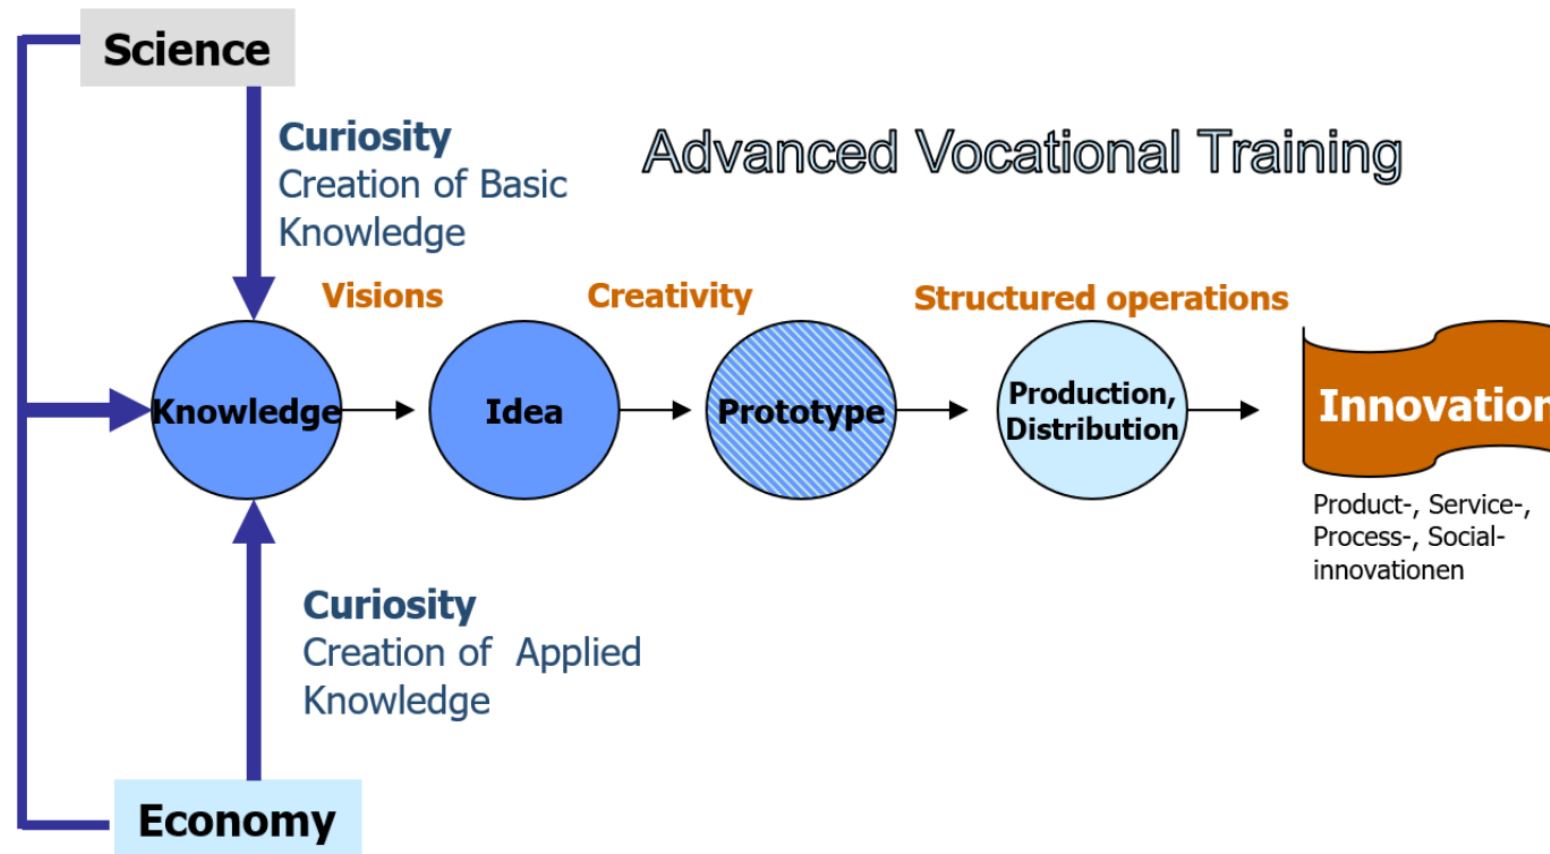 Science
Curiosity
Creation of Basic
Knowledge
Advanced Vocational Training
Visions
Creativity
Structured operations
Knowledge
Idea
Prototype
Production,
Distribution
Innovation
Product-, Service-,
Process-, Social-
innovationen
Curiosity
Creation of  Applied
Knowledge
Economy